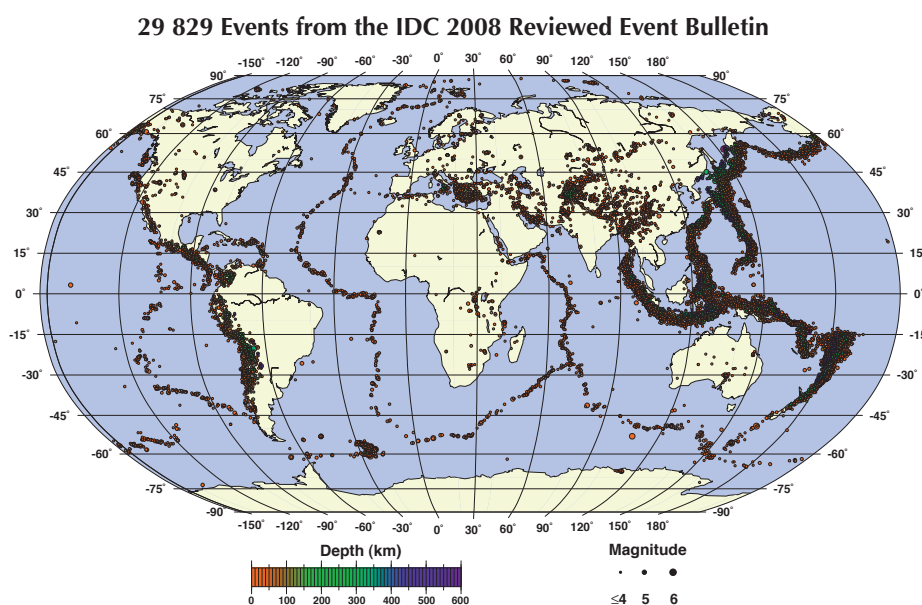 29 829 Events from the IDC 2008 Reviewed Event Bulletin
-150° -120° -90° -60° -30° 0° 30° 60° 90° 120° 150° 180°
90° 90°
75° 75°
60° 60°
45° 45°
30° 30°
15° 15°
0° 0°
-15° -15°
-30° -30°
-45° -45°
-60° -60°
-75° -75°
-90° -90°
-150° -120° -90° -60° -30° 0° 30° 60° 90° 120° 150° 180°
Depth (km) Magnitude
0 100 200 300 400 500 600 ≤4 5 6